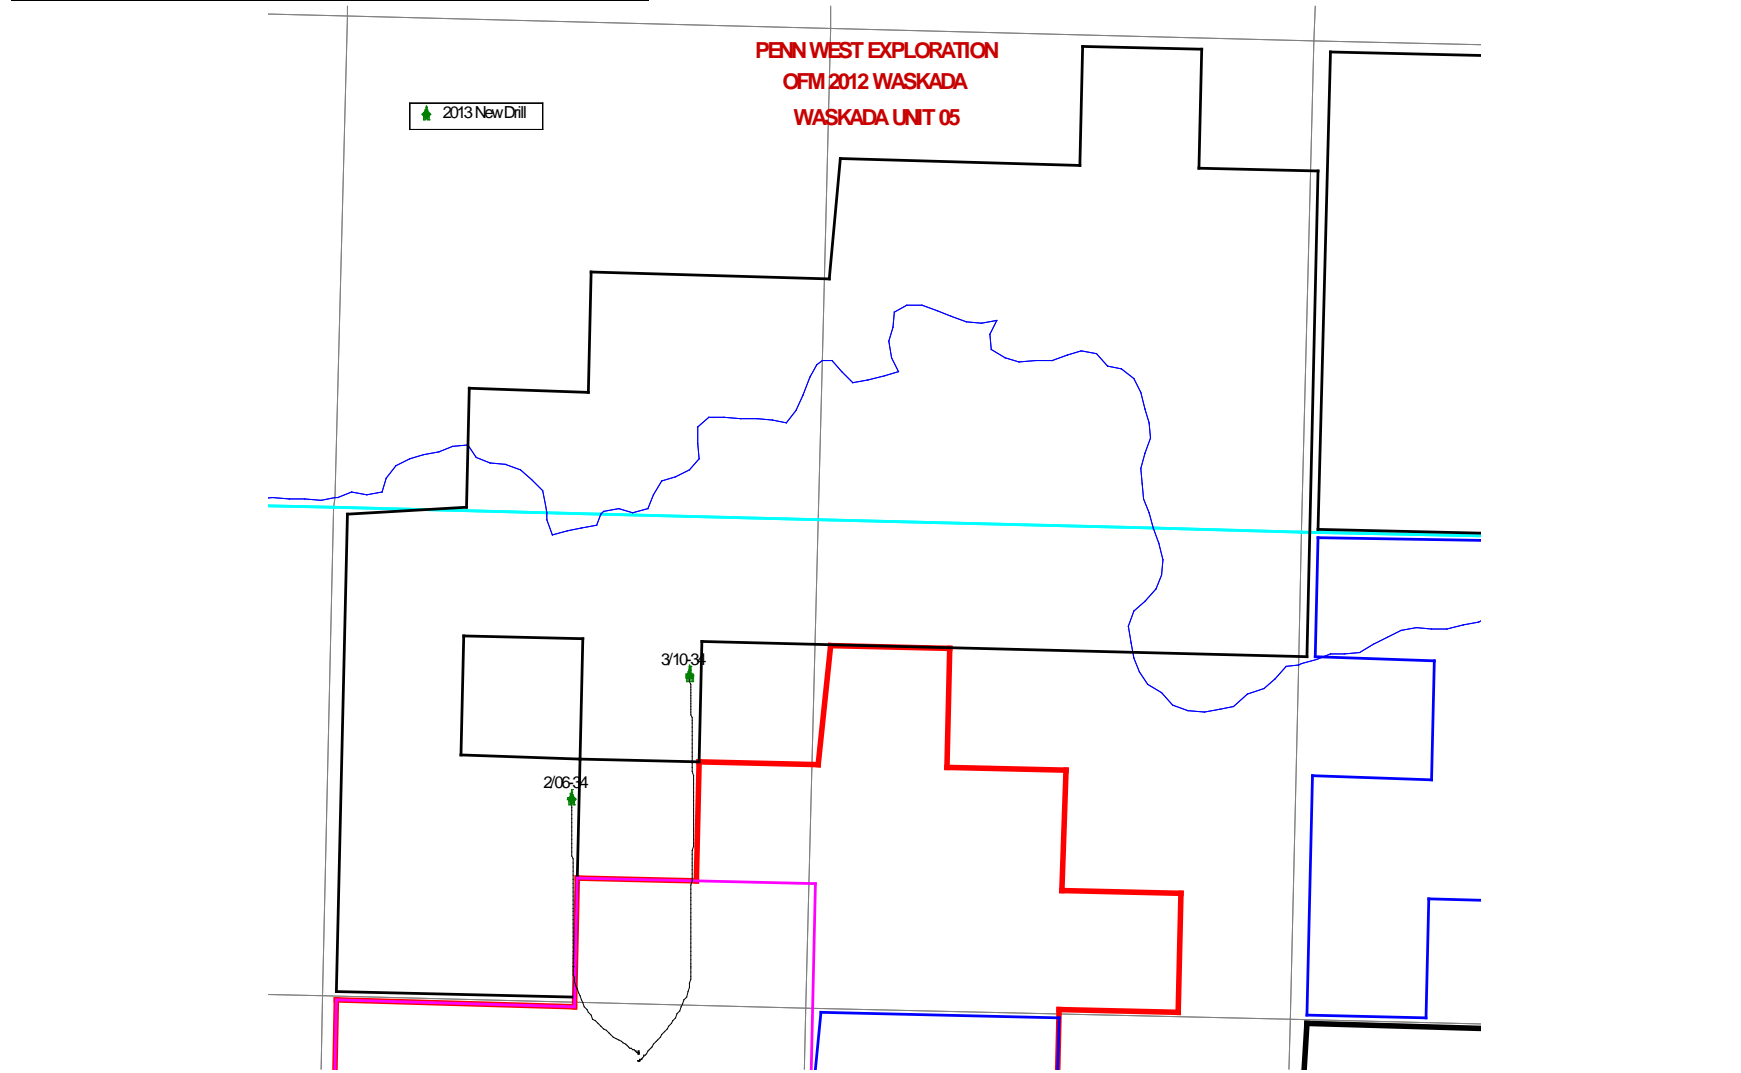 PENN WEST EXPLORATION
OFM 2012 WASKADA
WASKADA UNIT 05
2013 New Drill
3/10-34
2/06-34